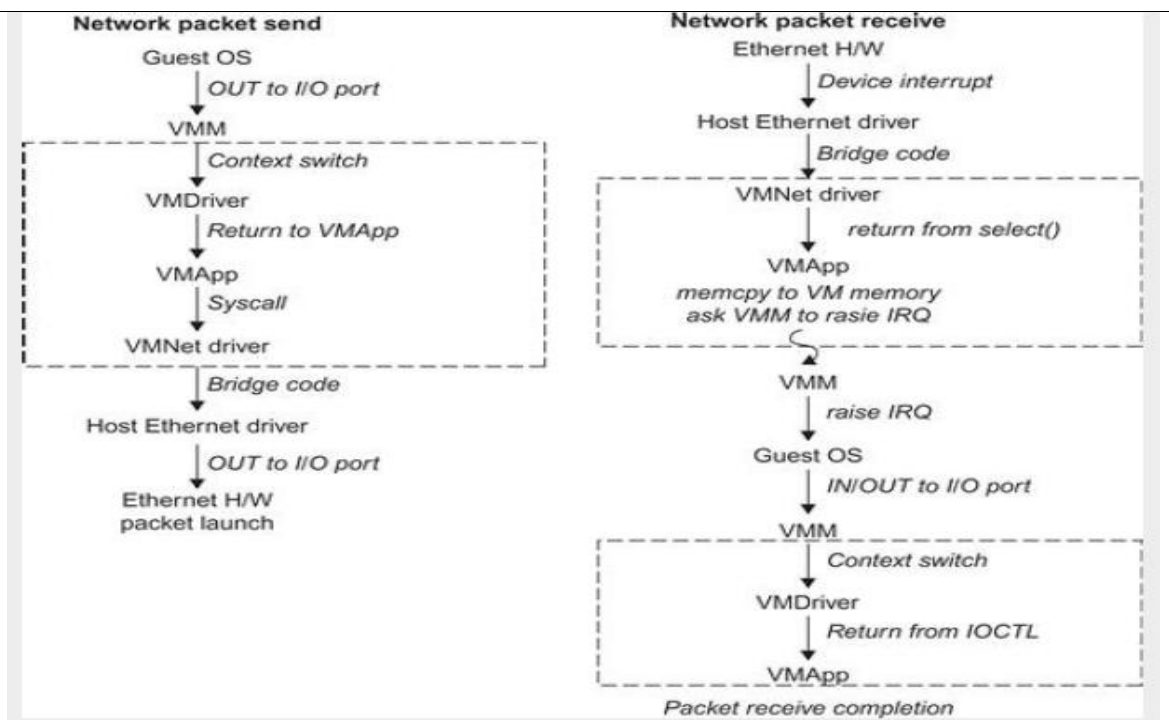 Network packet send
Guest OS
OUT to I/O port
VMM
Context switch
VMDriver
Return to VMApp
VMApp
Syscall
VMNet driver
Bridge code
Host Ethernet driver
OUT to I/O port
Ethernet H/W
packet launch
Network packet receive
Ethernet H/W
Device interrupt
Host Ethernet driver
Bridge code
VMNet driver
return from select()
VMApp
memcpy to VM memory
ask VMM to rasie IRQ
VMM
raise IRQ
Guest OS
IN/OUT to I/O port
VMM
Context switch
VMDriver
Return from IOCTL
VMApp
Packet receive completion